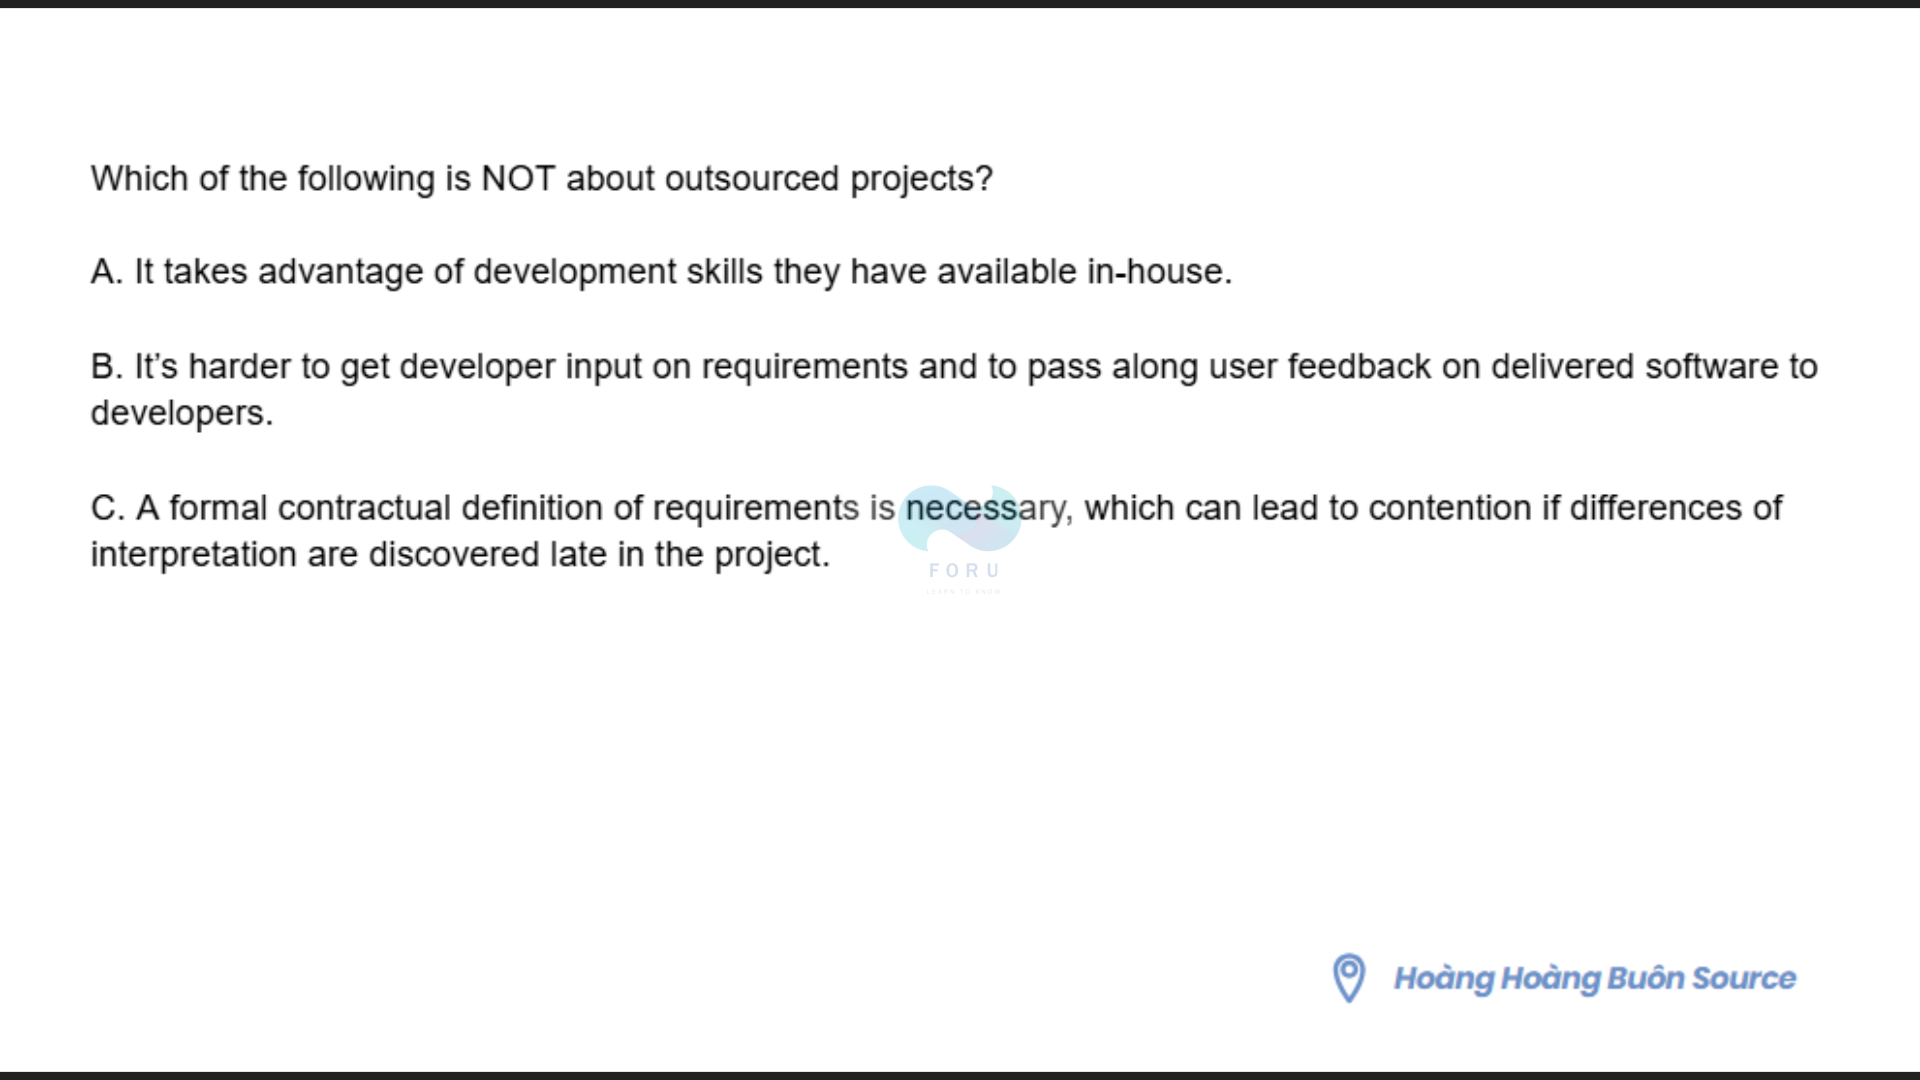 Which of the following is NOT about outsourced projects?
A. It takes advantage of development skills they have available in-house.
B. It’s harder to get developer input on requirements and to pass along user feedback on delivered software to
developers.
C. A formal contractual definition of requirements is necessary, which can lead to contention if differences of
interpretation are discovered late in the project.
FORU
LEARN TO KNOW
Hoàng Hoàng Buôn Source